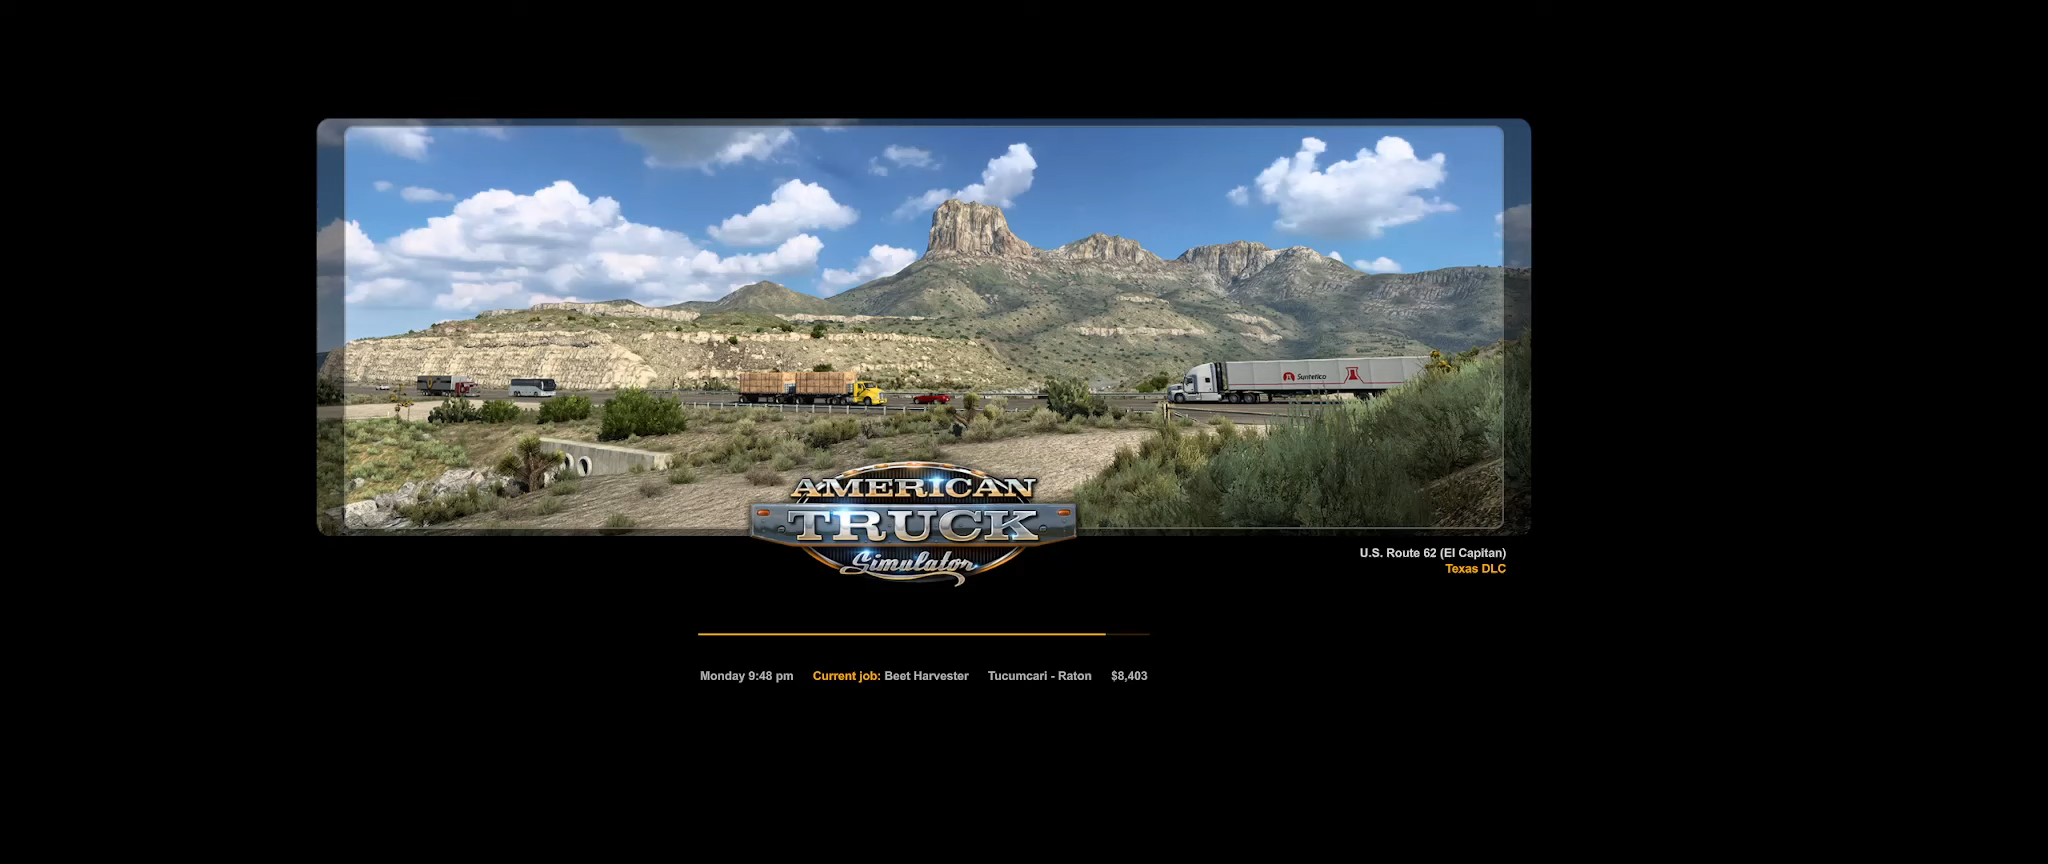 Syntetico
AMERICAN
TRUCK
Simulator
U.S. Route 62 (El Capitan)
Texas DLC
Monday 9:48 pm Current job: Beet Harvester Tucumcari - Raton $8,403